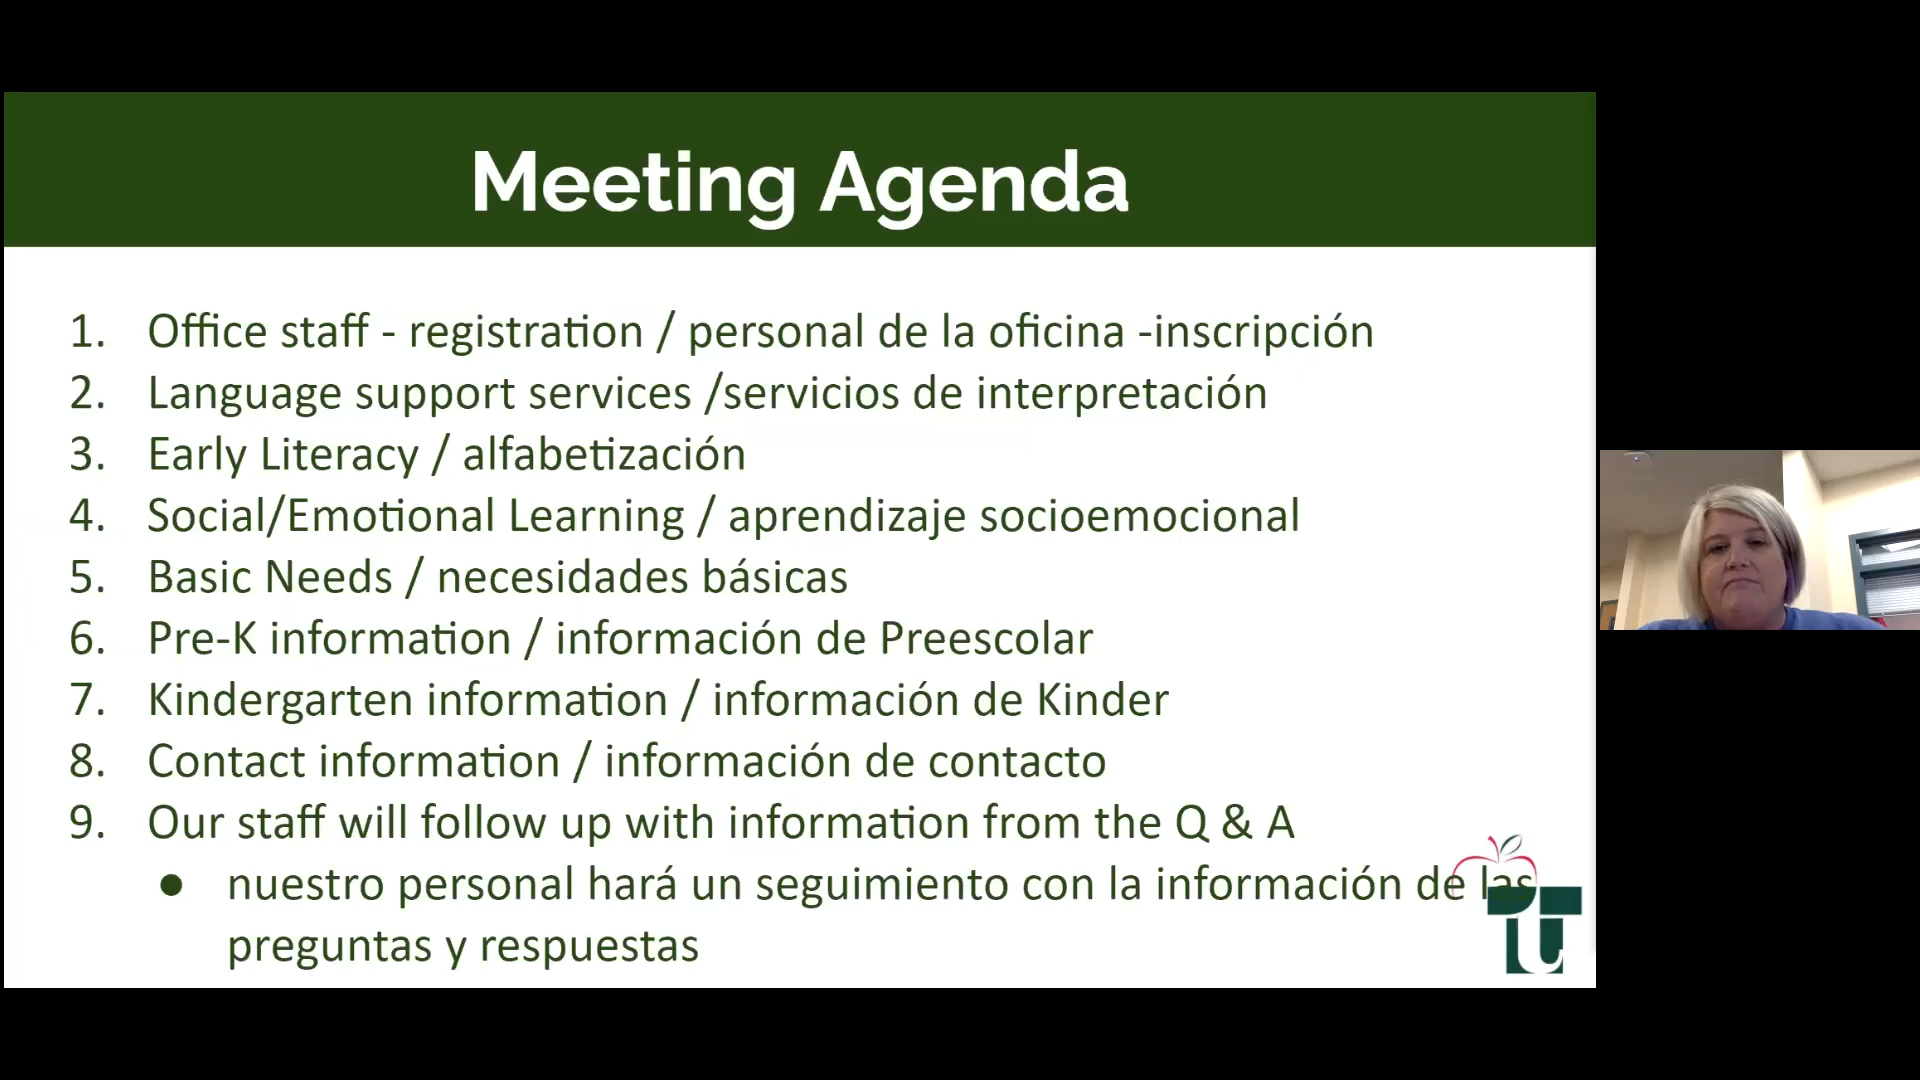 Meeting Agenda
1. Office staff - registration / personal de la oficina -inscripción
2. Language support services /servicios de interpretación
3. Early Literacy / alfabetización
4. Social/Emotional Learning / aprendizaje socioemocional
5. Basic Needs / necesidades básicas
6. Pre-K information / información de Preescolar
7. Kindergarten information / información de Kinder
8. Contact information / información de contacto
9. Our staff will follow up with information from the Q & A
● nuestro personal hará un seguimiento con la información de las
preguntas y respuestas
TU